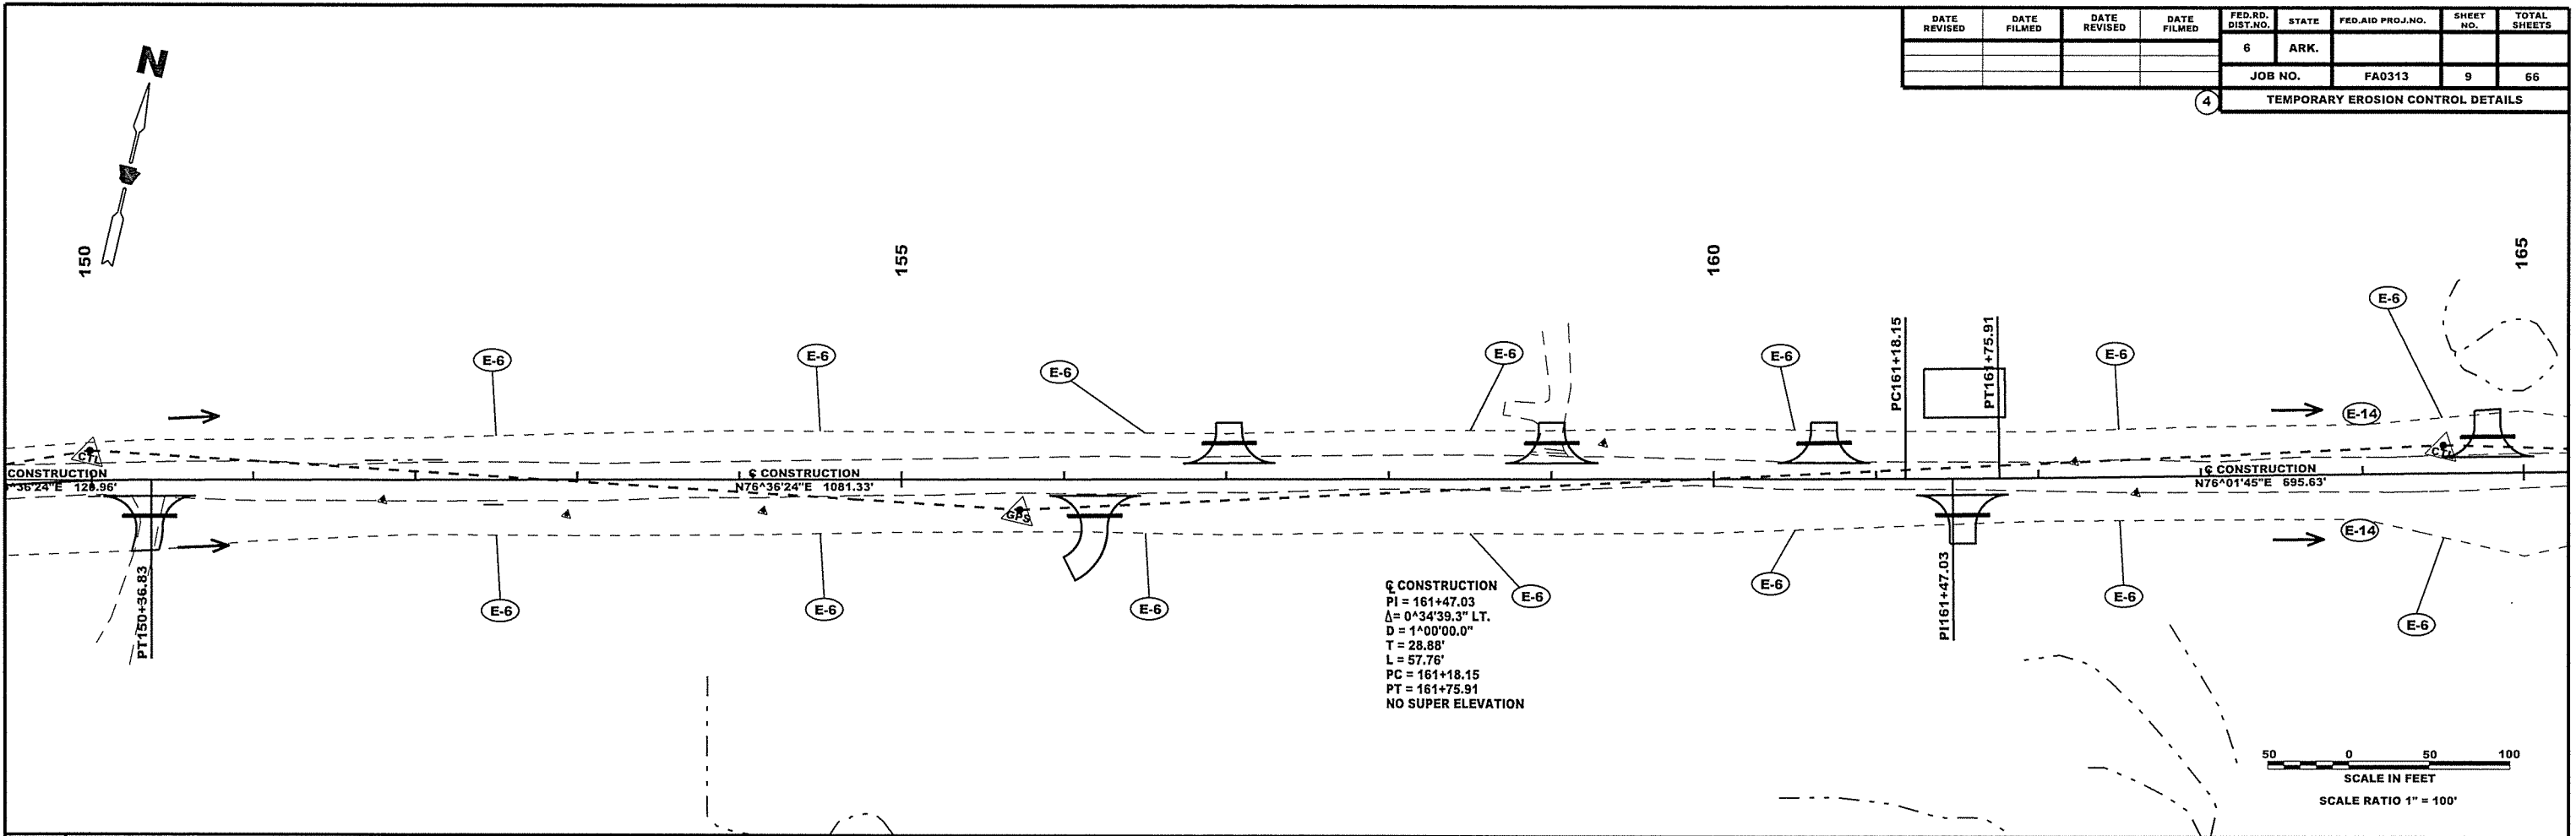 DATE REVISED DATE FILMED DATE REVISED DATE FILMED FED.RD. DIST.NO. STATE FED.AID PROJ.NO. SHEET NO. TOTAL SHEETS
6 ARK.
JOB NO. FA0313 9 66
4 TEMPORARY EROSION CONTROL DETAILS
N
150
155
160
165
E-6
E-6
E-6
E-6
E-6
E-6
E-6
PC161+18.15
PT161+75.91
E-14
CTL
CTL
CONSTRUCTION
^36'24"E 128.96'
℄ CONSTRUCTION
N76^36'24"E 1081.33'
℄ CONSTRUCTION
N76^01'45"E 695.63'
GPS
E-14
PT150+36.83
PI161+47.03
E-6
E-6
E-6
E-6
E-6
E-6
E-6
℄ CONSTRUCTION
PI = 161+47.03
Δ= 0^34'39.3" LT.
D = 1^00'00.0"
T = 28.88'
L = 57.76'
PC = 161+18.15
PT = 161+75.91
NO SUPER ELEVATION
50 0 50 100
SCALE IN FEET
SCALE RATIO 1" = 100'